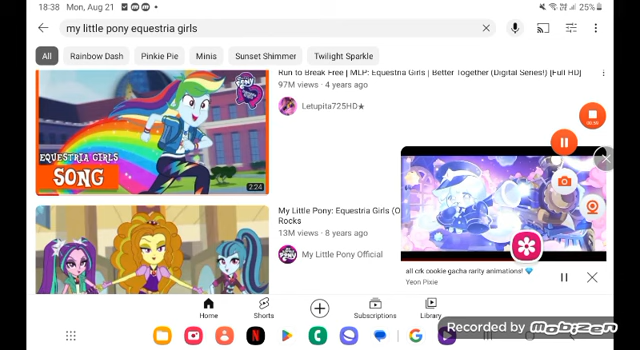 18:38 Mon, Aug 21
25%
my little pony equestria girls
All
Rainbow Dash
Pinkie Pie
Minis
Sunset Shimmer
Twilight Sparkle
EQUESTRIA GIRLS
SONG
2:24
Run to Break Free | MLP: Equestria Girls | Better Together (Digital Series!) [Full HD]
97M views · 4 years ago
Letupita725HD★
My Little Pony: Equestria Girls (O
Rocks
13M views · 8 years ago
My Little Pony Official
all crk cookie gacha rarity animations! 💎
Yeon Pixie
Home
Shorts
Subscriptions
Library
Recorded by Mobizen